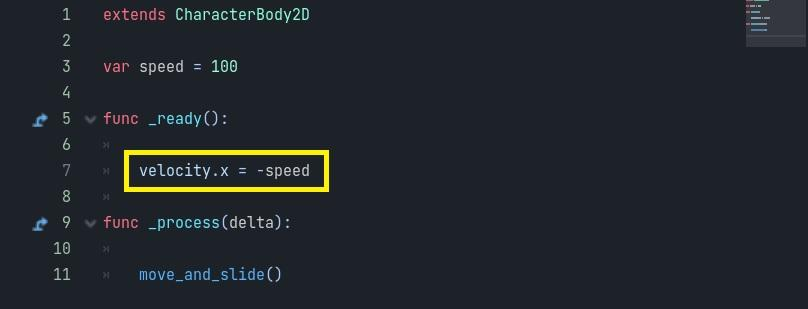 1 extends CharacterBody2D
2
3 var speed = 100
4
5 func _ready():
6
7 velocity.x = -speed
8
9 func _process(delta):
10
11 move_and_slide()